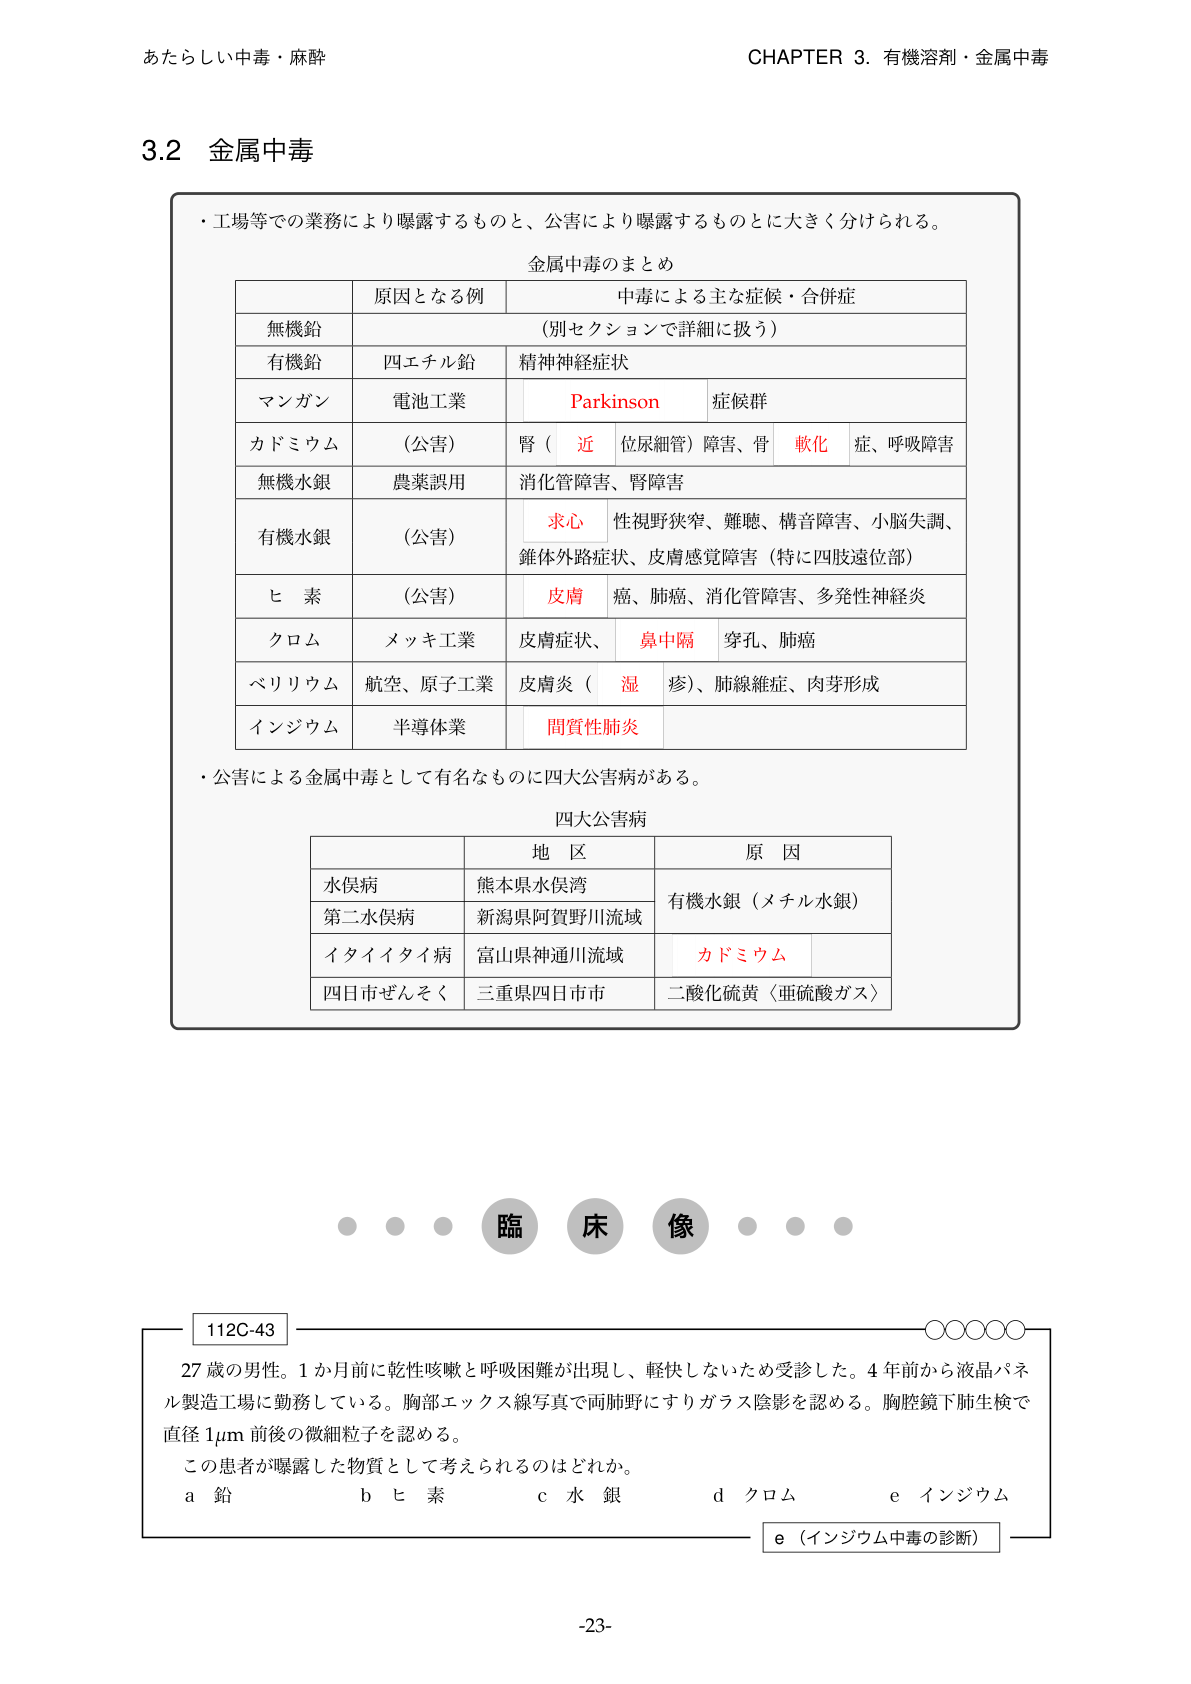 あたらしい中毒・麻酔
CHAPTER 3. 有機溶剤・金属中毒
3.2 金属中毒
・工場等での業務により曝露するものと、公害により曝露するものとに大きく分けられる。
金属中毒のまとめ
原因となる例 中毒による主な症候・合併症
無機鉛 （別セクションで詳細に扱う）
有機鉛 四エチル鉛 精神神経症状
マンガン 電池工業 Parkinson 症候群
カドミウム （公害） 腎（ 近 位尿細管）障害、骨 軟化 症、呼吸障害
無機水銀 農薬誤用 消化管障害、腎障害
有機水銀 （公害） 求心 性視野狭窄、難聴、構音障害、小脳失調、
錐体外路症状、皮膚感覚障害（特に四肢遠位部）
ヒ 素 （公害） 皮膚 癌、肺癌、消化管障害、多発性神経炎
クロム メッキ工業 皮膚症状、 鼻中隔 穿孔、肺癌
ベリリウム 航空、原子工業 皮膚炎（ 湿 疹）、肺線維症、肉芽形成
インジウム 半導体業 間質性肺炎
・公害による金属中毒として有名なものに四大公害病がある。
四大公害病
地 区 原 因
水俣病 熊本県水俣湾 有機水銀（メチル水銀）
第二水俣病 新潟県阿賀野川流域
イタイイタイ病 富山県神通川流域 カドミウム
四日市ぜんそく 三重県四日市市 二酸化硫黄〈亜硫酸ガス〉
臨 床 像
112C-43
27 歳の男性。1 か月前に乾性咳嗽と呼吸困難が出現し、軽快しないため受診した。4 年前から液晶パネ
ル製造工場に勤務している。胸部エックス線写真で両肺野にすりガラス陰影を認める。胸腔鏡下肺生検で
直径 1μm 前後の微細粒子を認める。
この患者が曝露した物質として考えられるのはどれか。
a 鉛 b ヒ 素 c 水 銀 d クロム e インジウム
e （インジウム中毒の診断）
-23-